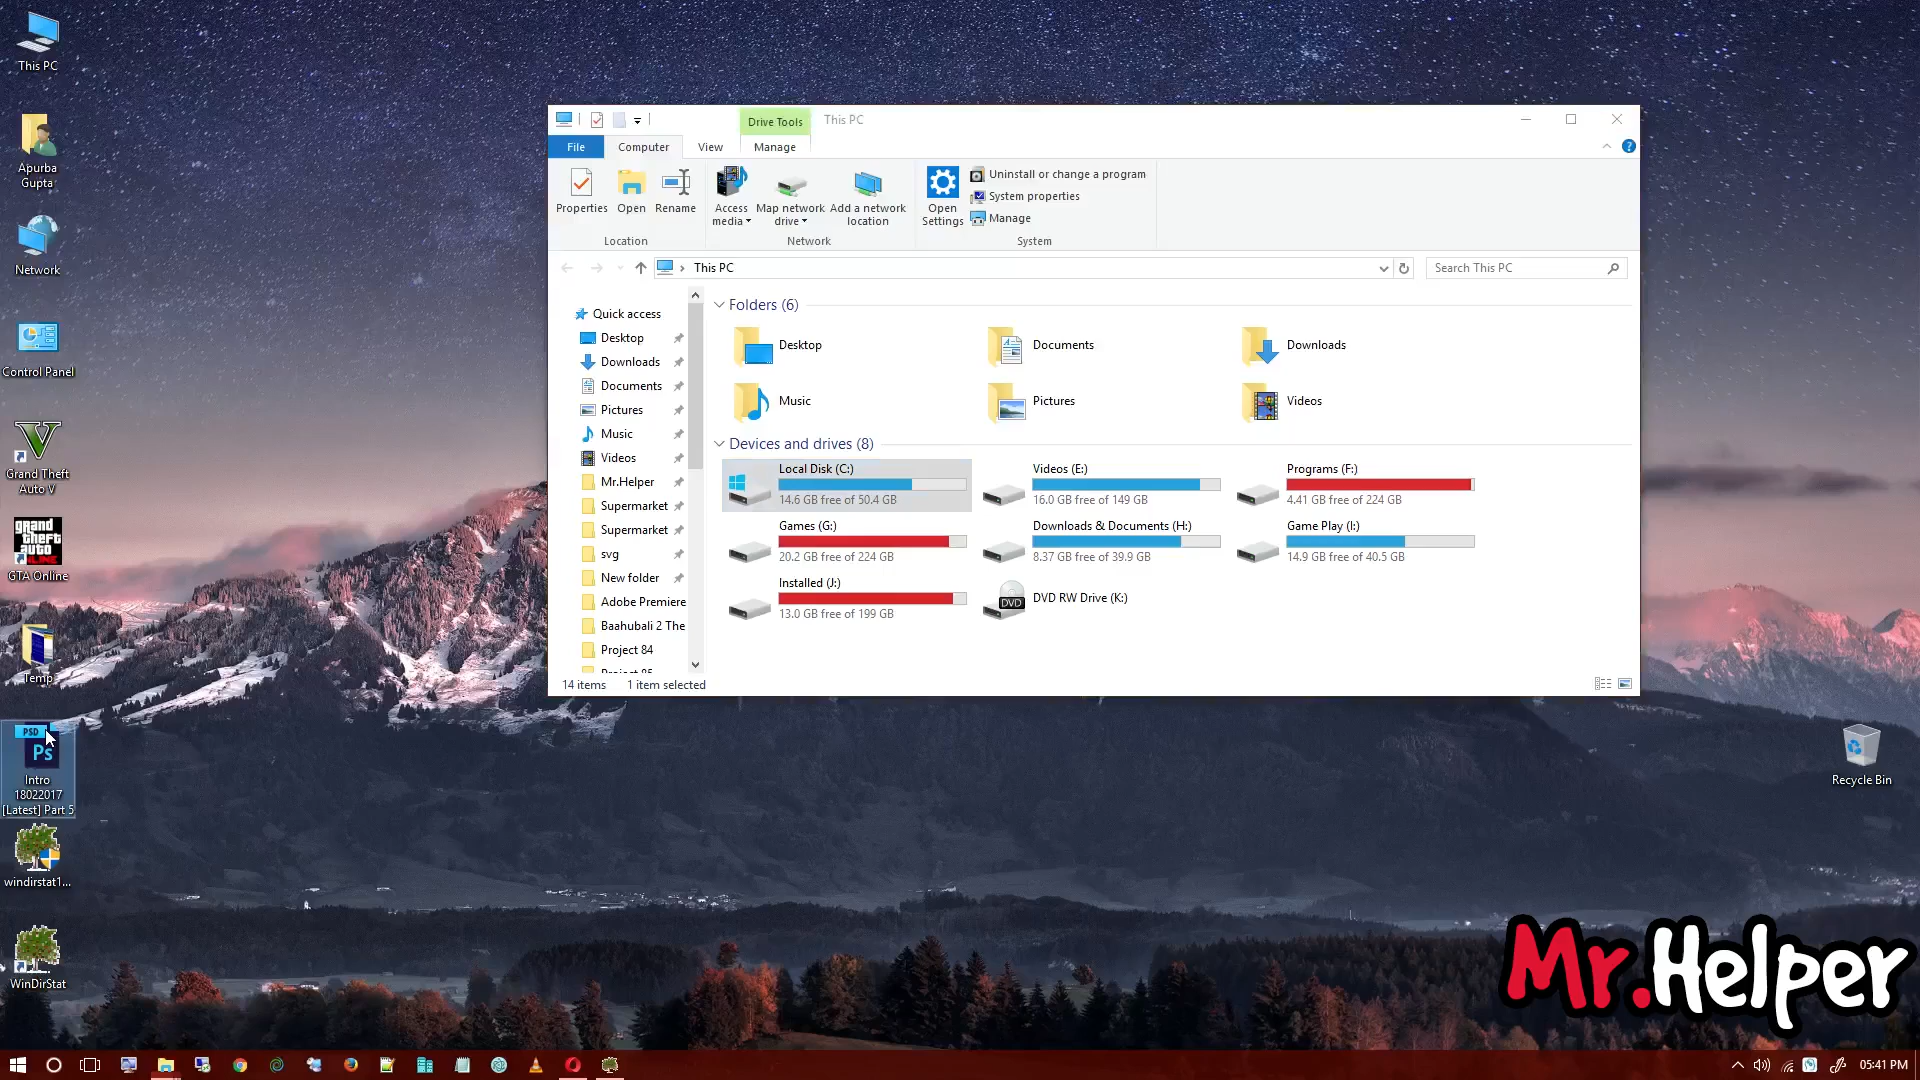 This PC
Apurba
Gupta
Network
Control Panel
Grand Theft
Auto V
grand
theft
auto
GTA Online
Temp
PSD
Ps
Intro
18022017
[Latest] Part 5
windirstat1...
WinDirStat
Drive Tools
This PC
File
Computer
View
Manage
Properties
Open
Rename
Access
media
Map network
drive
Add a network
location
Open
Settings
Uninstall or change a program
System properties
Manage
Location
Network
System
This PC
Search This PC
Quick access
Desktop
Downloads
Documents
Pictures
Music
Videos
Mr.Helper
Supermarket
Supermarket
svg
New folder
Adobe Premiere
Baahubali 2 The
Project 84
Project 85
Folders (6)
Desktop
Documents
Downloads
Music
Pictures
Videos
Devices and drives (8)
Local Disk (C:)
14.6 GB free of 50.4 GB
Videos (E:)
16.0 GB free of 149 GB
Programs (F:)
4.41 GB free of 224 GB
Games (G:)
20.2 GB free of 224 GB
Downloads & Documents (H:)
8.37 GB free of 39.9 GB
Game Play (I:)
14.9 GB free of 40.5 GB
Installed (J:)
13.0 GB free of 199 GB
DVD
DVD RW Drive (K:)
14 items
1 item selected
Recycle Bin
Mr.Helper
05:41 PM